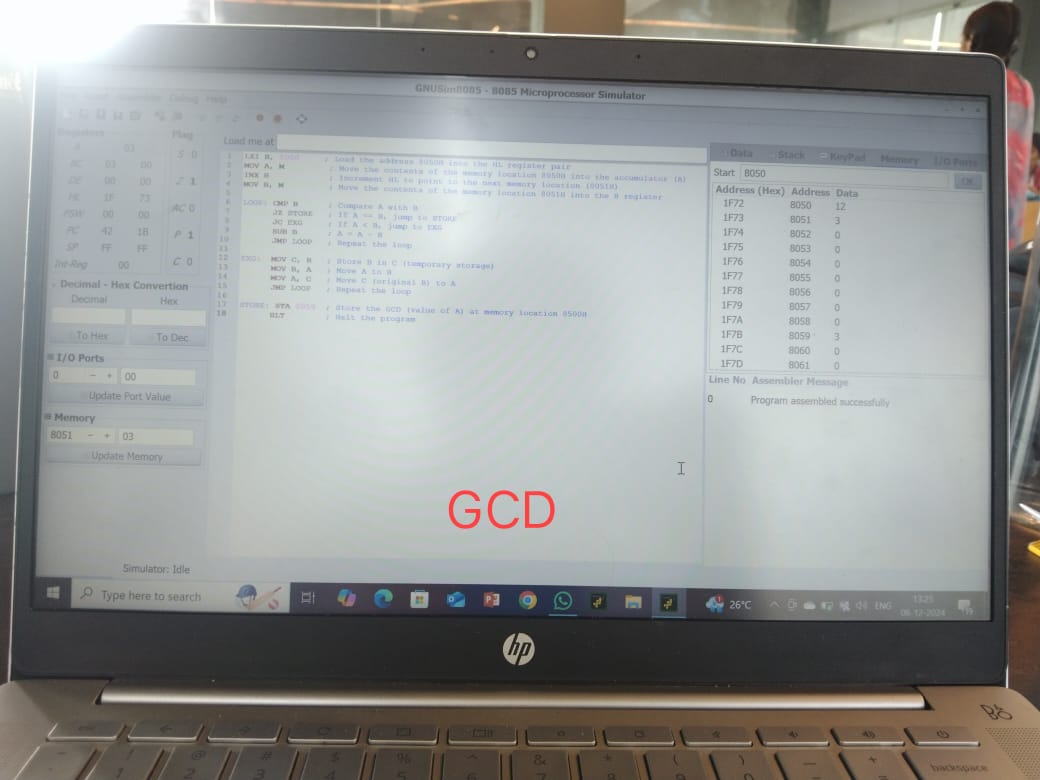 GNUSim8085 - 8085 Microprocessor Simulator
Debug Help
Registers
Flag
A 03
BC 03 00
DE 00 00
HL 1F 73
PSW 00 00
PC 42 1B
SP FF FF
Int-Reg 00
S 0
Z 1
AC 0
P 1
C 0
Decimal - Hex Convertion
Decimal Hex
To Hex To Dec
I/O Ports
0 - + 00
Update Port Value
Memory
8051 - + 03
Update Memory
Simulator: Idle
Load me at
1 LXI H, ; Load the address 8050H into the HL register pair
2 MOV A, M ; Move the contents of the memory location 8050H into the accumulator (A)
3 INX H ; Increment HL to point to the next memory location (8051H)
4 MOV B, M ; Move the contents of the memory location 8051H into the B register
5
6 LOOP: CMP B ; Compare A with B
7 JZ STORE ; If A == B, jump to STORE
8 JC EXG ; If A < B, jump to EXG
9 SUB B ; A = A - B
10 JMP LOOP ; Repeat the loop
11
12 EXG: MOV C, B ; Store B in C (temporary storage)
13 MOV B, A ; Move A to B
14 MOV A, C ; Move C (original B) to A
15 JMP LOOP ; Repeat the loop
16
17 STORE: STA 8059 ; Store the GCD (value of A) at memory location 8500H
18 HLT ; Halt the program
Data Stack KeyPad Memory I/O Ports
Start 8050 OK
Address (Hex) Address Data
1F72 8050 12
1F73 8051 3
1F74 8052 0
1F75 8053 0
1F76 8054 0
1F77 8055 0
1F78 8056 0
1F79 8057 0
1F7A 8058 0
1F7B 8059 3
1F7C 8060 0
1F7D 8061 0
Line No Assembler Message
0 Program assembled successfully
GCD
Type here to search
26°C
ENG
13:25
08-12-2024
hp
B&O
backspace